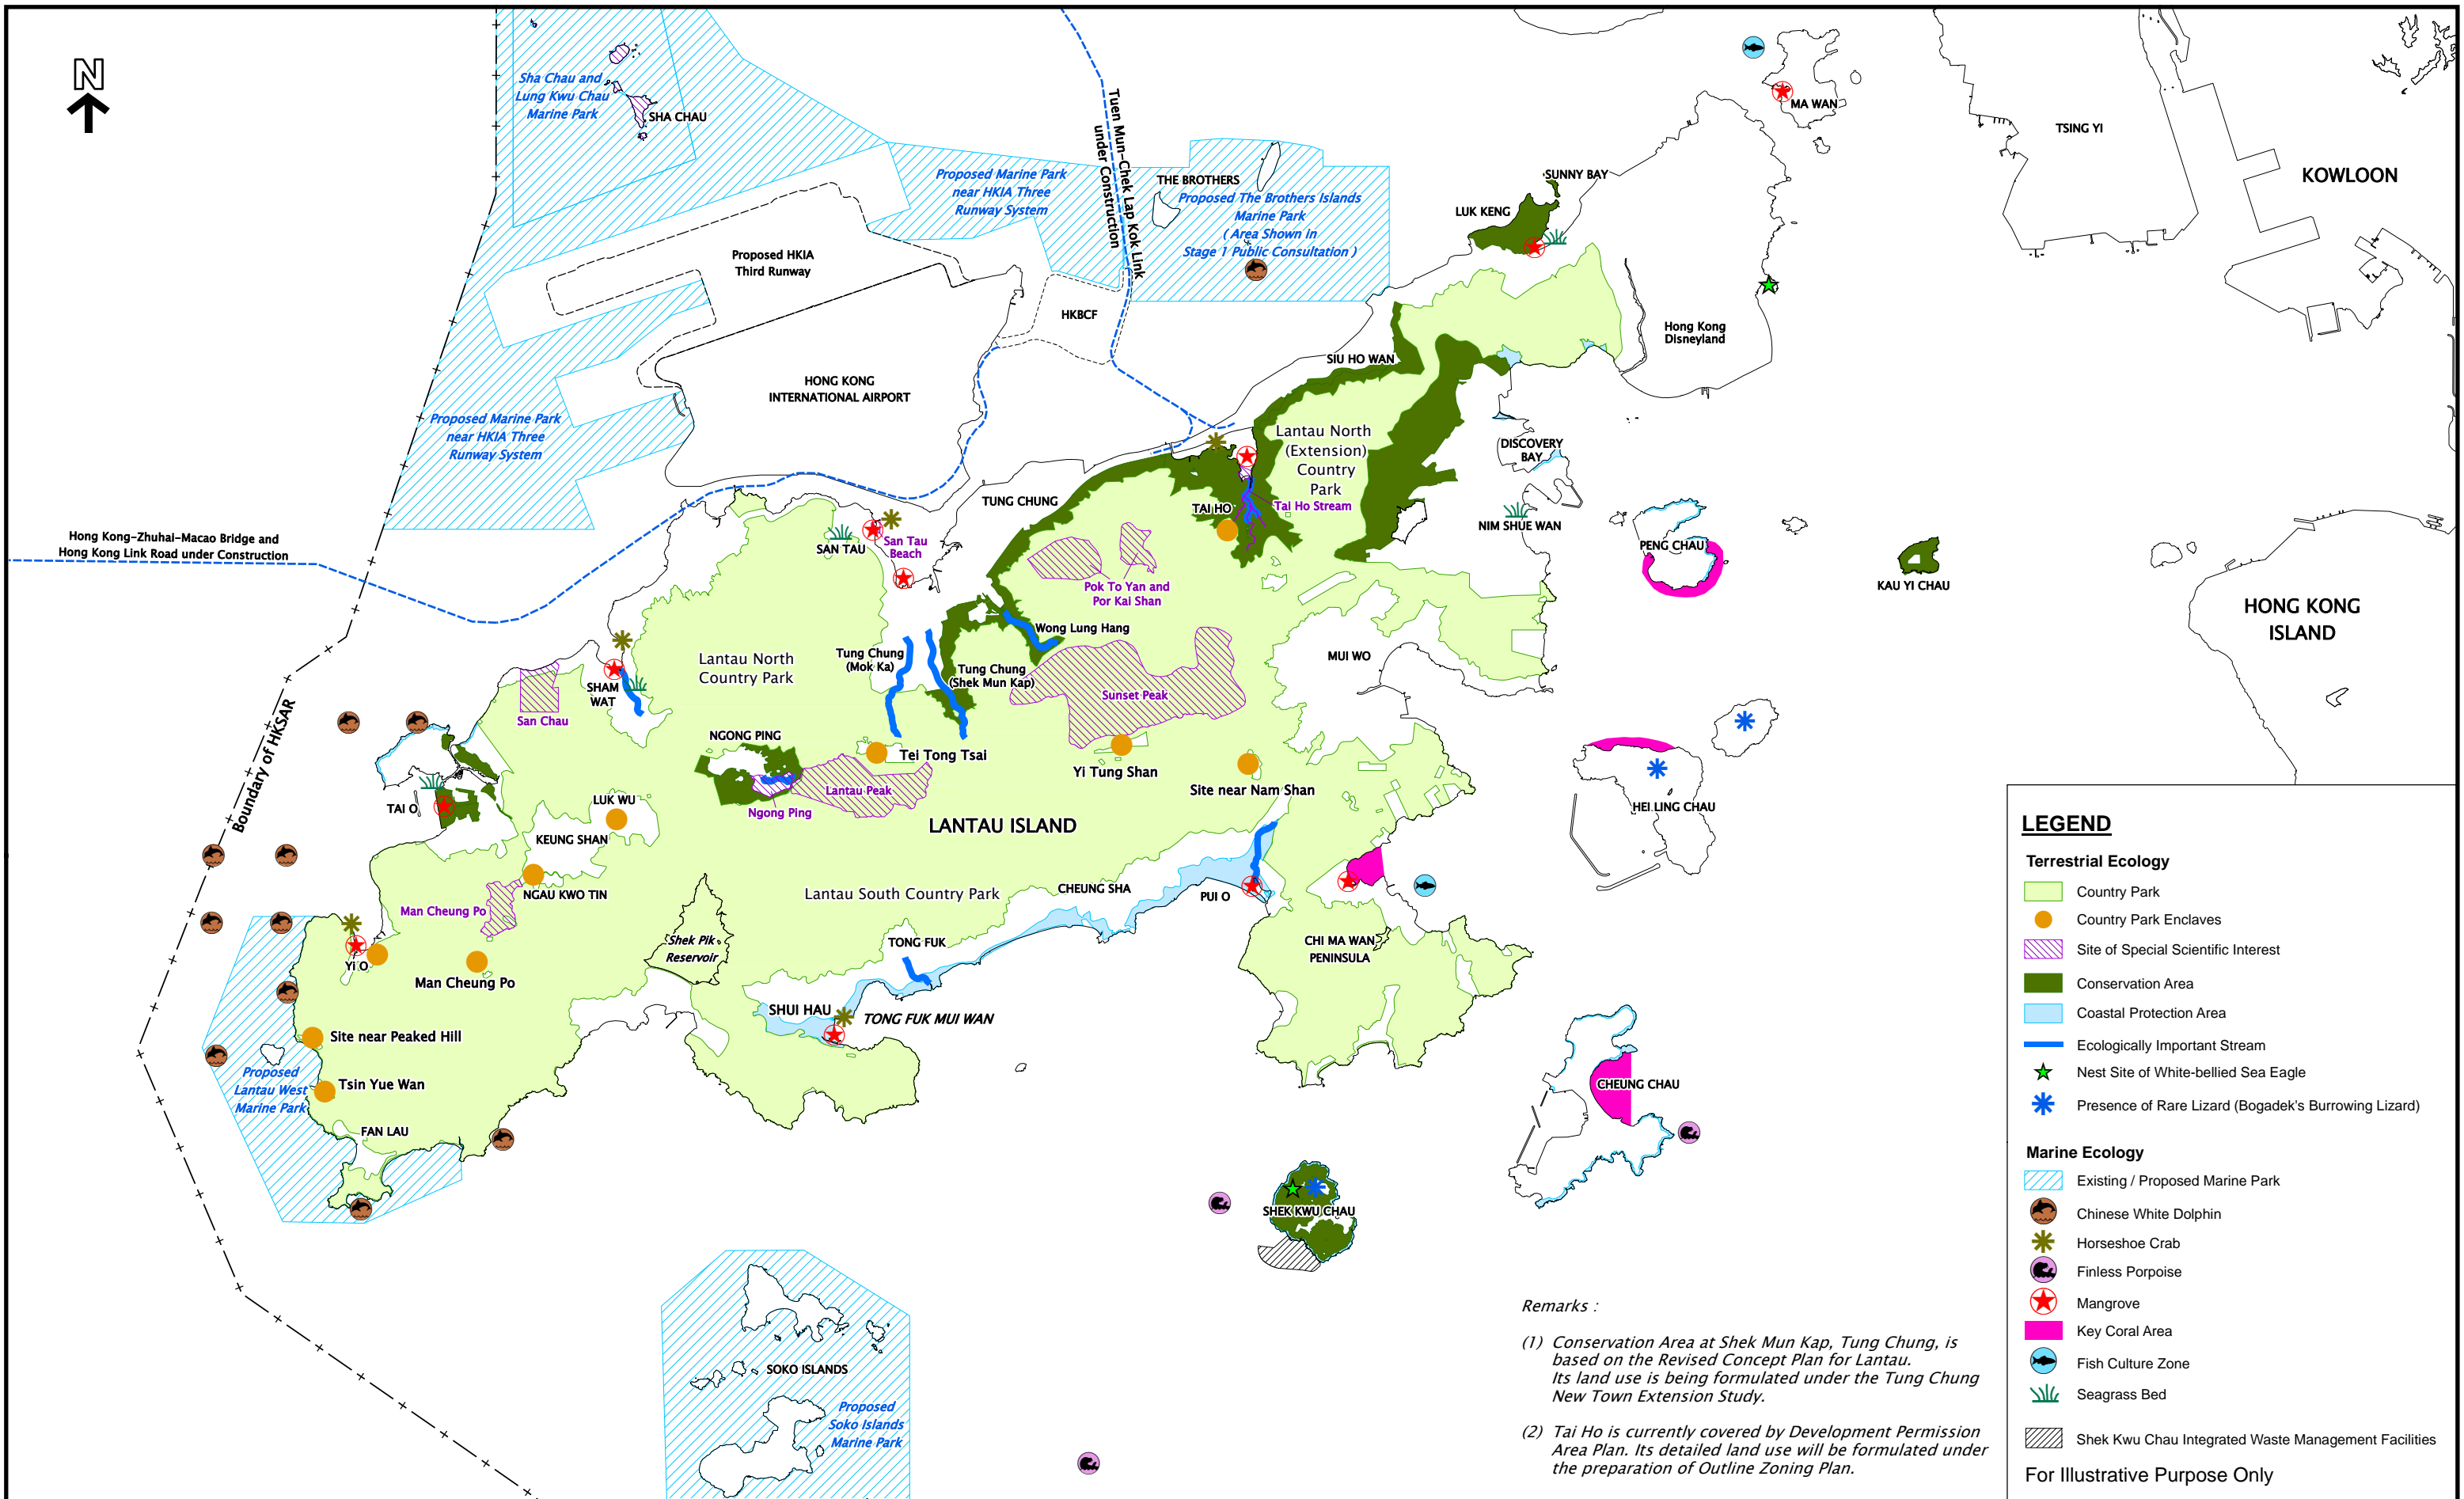 N
Sha Chau and
Lung Kwu Chau
Marine Park
SHA CHAU
Tuen Mun-Chek Lap Kok Link
under Construction
Proposed Marine Park
near HKIA Three
Runway System
THE BROTHERS
Proposed The Brothers Islands
Marine Park
( Area Shown in
Stage 1 Public Consultation )
SUNNY BAY
LUK KENG
MA WAN
TSING YI
KOWLOON
Proposed HKIA
Third Runway
HKBCF
Hong Kong
Disneyland
SIU HO WAN
HONG KONG
INTERNATIONAL AIRPORT
Proposed Marine Park
near HKIA Three
Runway System
Lantau North
(Extension)
Country
Park
DISCOVERY
BAY
TUNG CHUNG
TAI HO
Tai Ho Stream
NIM SHUE WAN
Hong Kong-Zhuhai-Macao Bridge and
Hong Kong Link Road under Construction
SAN TAU
San Tau
Beach
PENG CHAU
KAU YI CHAU
Pok To Yan and
Por Kai Shan
HONG KONG
ISLAND
Wong Lung Hang
Tung Chung
(Mok Ka)
Tung Chung
(Shek Mun Kap)
Lantau North
Country Park
MUI WO
SHAM
WAT
Sunset Peak
San Chau
Boundary of HKSAR
NGONG PING
Tei Tong Tsai
Yi Tung Shan
Site near Nam Shan
Lantau Peak
Ngong Ping
TAI O
LUK WU
KEUNG SHAN
HEI LING CHAU
LANTAU ISLAND
NGAU KWO TIN
Lantau South Country Park
CHEUNG SHA
PUI O
Man Cheung Po
Shek Pik
Reservoir
TONG FUK
CHI MA WAN
PENINSULA
YI O
Man Cheung Po
SHUI HAU
TONG FUK MUI WAN
Site near Peaked Hill
Proposed
Lantau West
Marine Park
Tsin Yue Wan
CHEUNG CHAU
FAN LAU
SHEK KWU CHAU
SOKO ISLANDS
Proposed
Soko Islands
Marine Park
Remarks :
(1) Conservation Area at Shek Mun Kap, Tung Chung, is
based on the Revised Concept Plan for Lantau.
Its land use is being formulated under the Tung Chung
New Town Extension Study.
(2) Tai Ho is currently covered by Development Permission
Area Plan. Its detailed land use will be formulated under
the preparation of Outline Zoning Plan.
LEGEND
Terrestrial Ecology
Country Park
Country Park Enclaves
Site of Special Scientific Interest
Conservation Area
Coastal Protection Area
Ecologically Important Stream
Nest Site of White-bellied Sea Eagle
Presence of Rare Lizard (Bogadek's Burrowing Lizard)
Marine Ecology
Existing / Proposed Marine Park
Chinese White Dolphin
Horseshoe Crab
Finless Porpoise
Mangrove
Key Coral Area
Fish Culture Zone
Seagrass Bed
Shek Kwu Chau Integrated Waste Management Facilities
For Illustrative Purpose Only